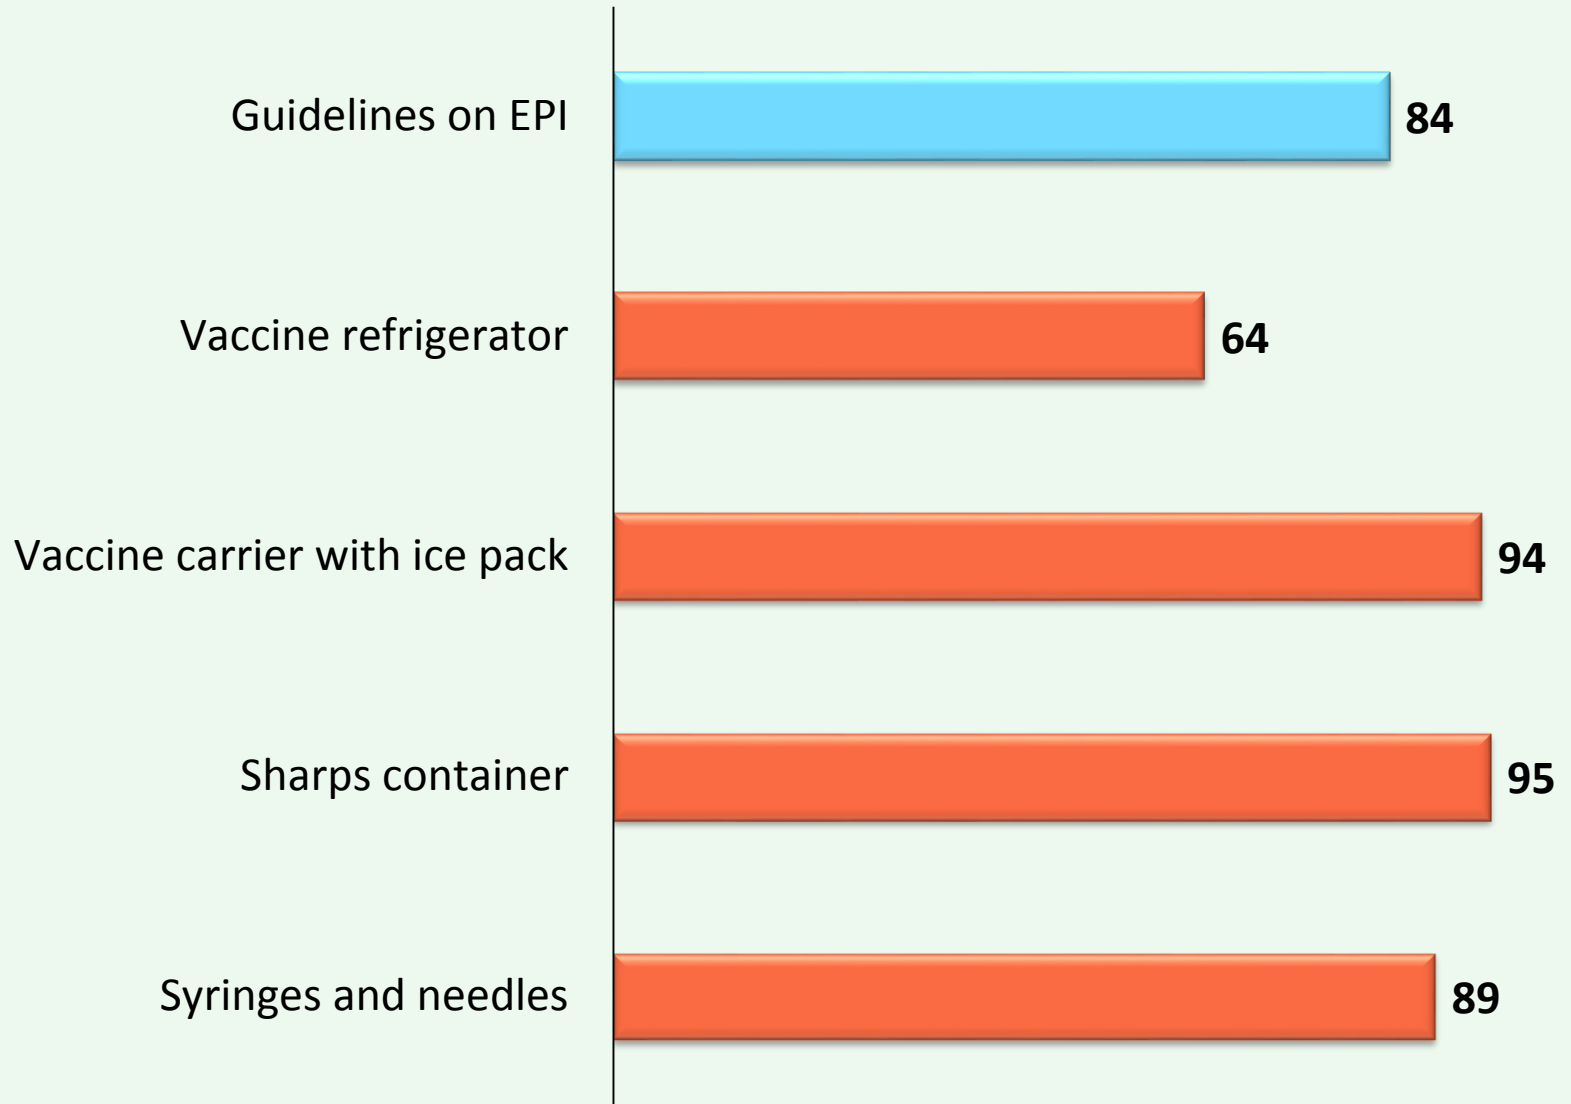 Guidelines on EPI 84
Vaccine refrigerator 64
Vaccine carrier with ice pack 94
Sharps container 95
Syringes and needles 89